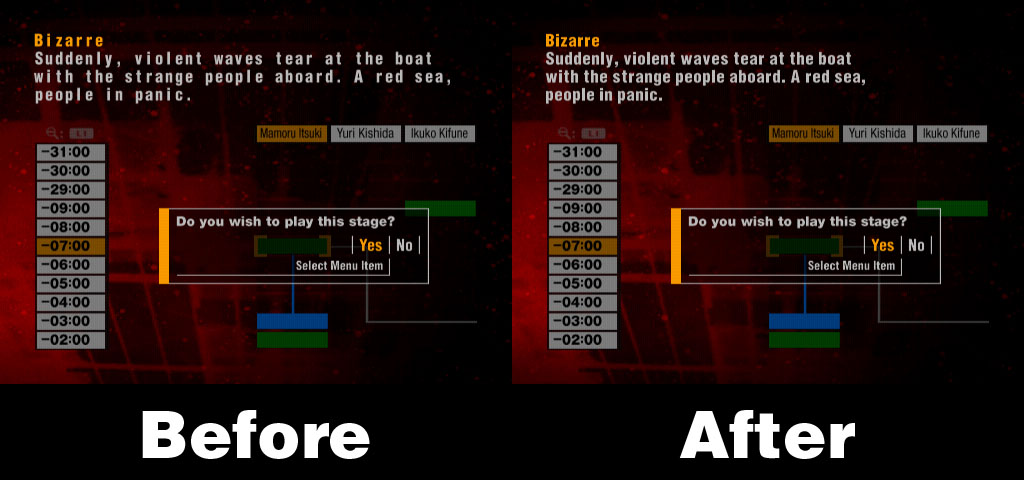 Bizarre
Suddenly, violent waves tear at the boat
with the strange people aboard. A red sea,
people in panic.
: L1
Mamoru Itsuki Yuri Kishida Ikuko Kifune
-31:00
-30:00
-29:00
-09:00
-08:00
-07:00
-06:00
-05:00
-04:00
-03:00
-02:00
Do you wish to play this stage?
Yes No
Select Menu Item
Before
Bizarre
Suddenly, violent waves tear at the boat
with the strange people aboard. A red sea,
people in panic.
: L1
Mamoru Itsuki Yuri Kishida Ikuko Kifune
-31:00
-30:00
-29:00
-09:00
-08:00
-07:00
-06:00
-05:00
-04:00
-03:00
-02:00
Do you wish to play this stage?
Yes No
Select Menu Item
After